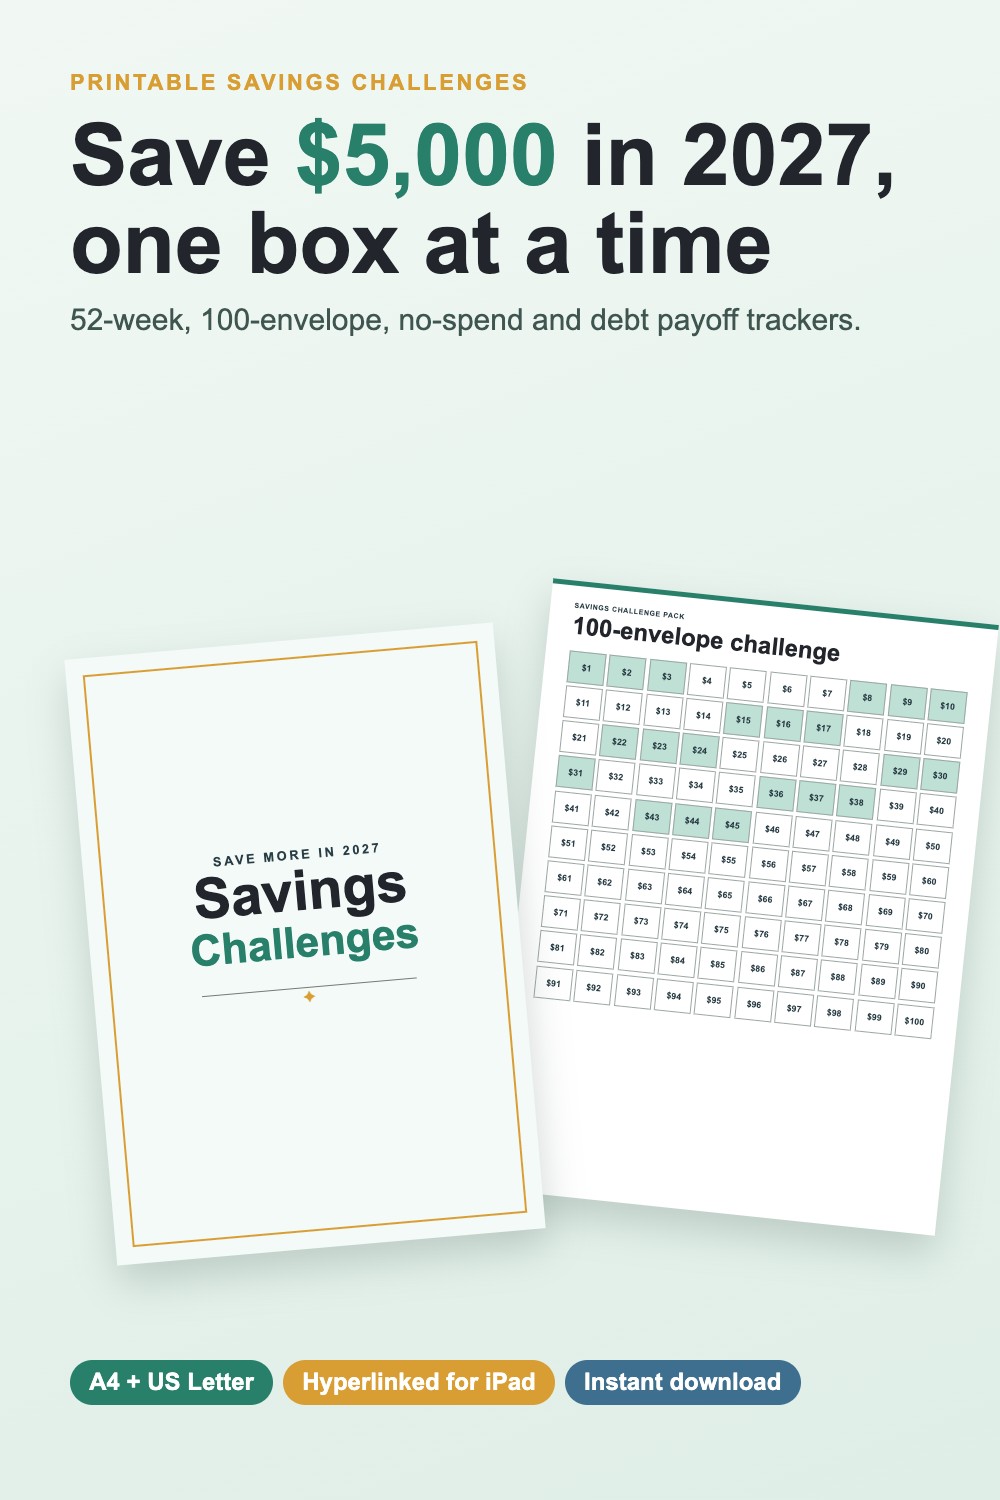 PRINTABLE SAVINGS CHALLENGES
Save $5,000 in 2027,
one box at a time
52-week, 100-envelope, no-spend and debt payoff trackers.
SAVE MORE IN 2027
Savings
Challenges
SAVINGS CHALLENGE PACK
100-envelope challenge
$1 $2 $3 $4 $5 $6 $7 $8 $9 $10
$11 $12 $13 $14 $15 $16 $17 $18 $19 $20
$21 $22 $23 $24 $25 $26 $27 $28 $29 $30
$31 $32 $33 $34 $35 $36 $37 $38 $39 $40
$41 $42 $43 $44 $45 $46 $47 $48 $49 $50
$51 $52 $53 $54 $55 $56 $57 $58 $59 $60
$61 $62 $63 $64 $65 $66 $67 $68 $69 $70
$71 $72 $73 $74 $75 $76 $77 $78 $79 $80
$81 $82 $83 $84 $85 $86 $87 $88 $89 $90
$91 $92 $93 $94 $95 $96 $97 $98 $99 $100
A4 + US Letter
Hyperlinked for iPad
Instant download